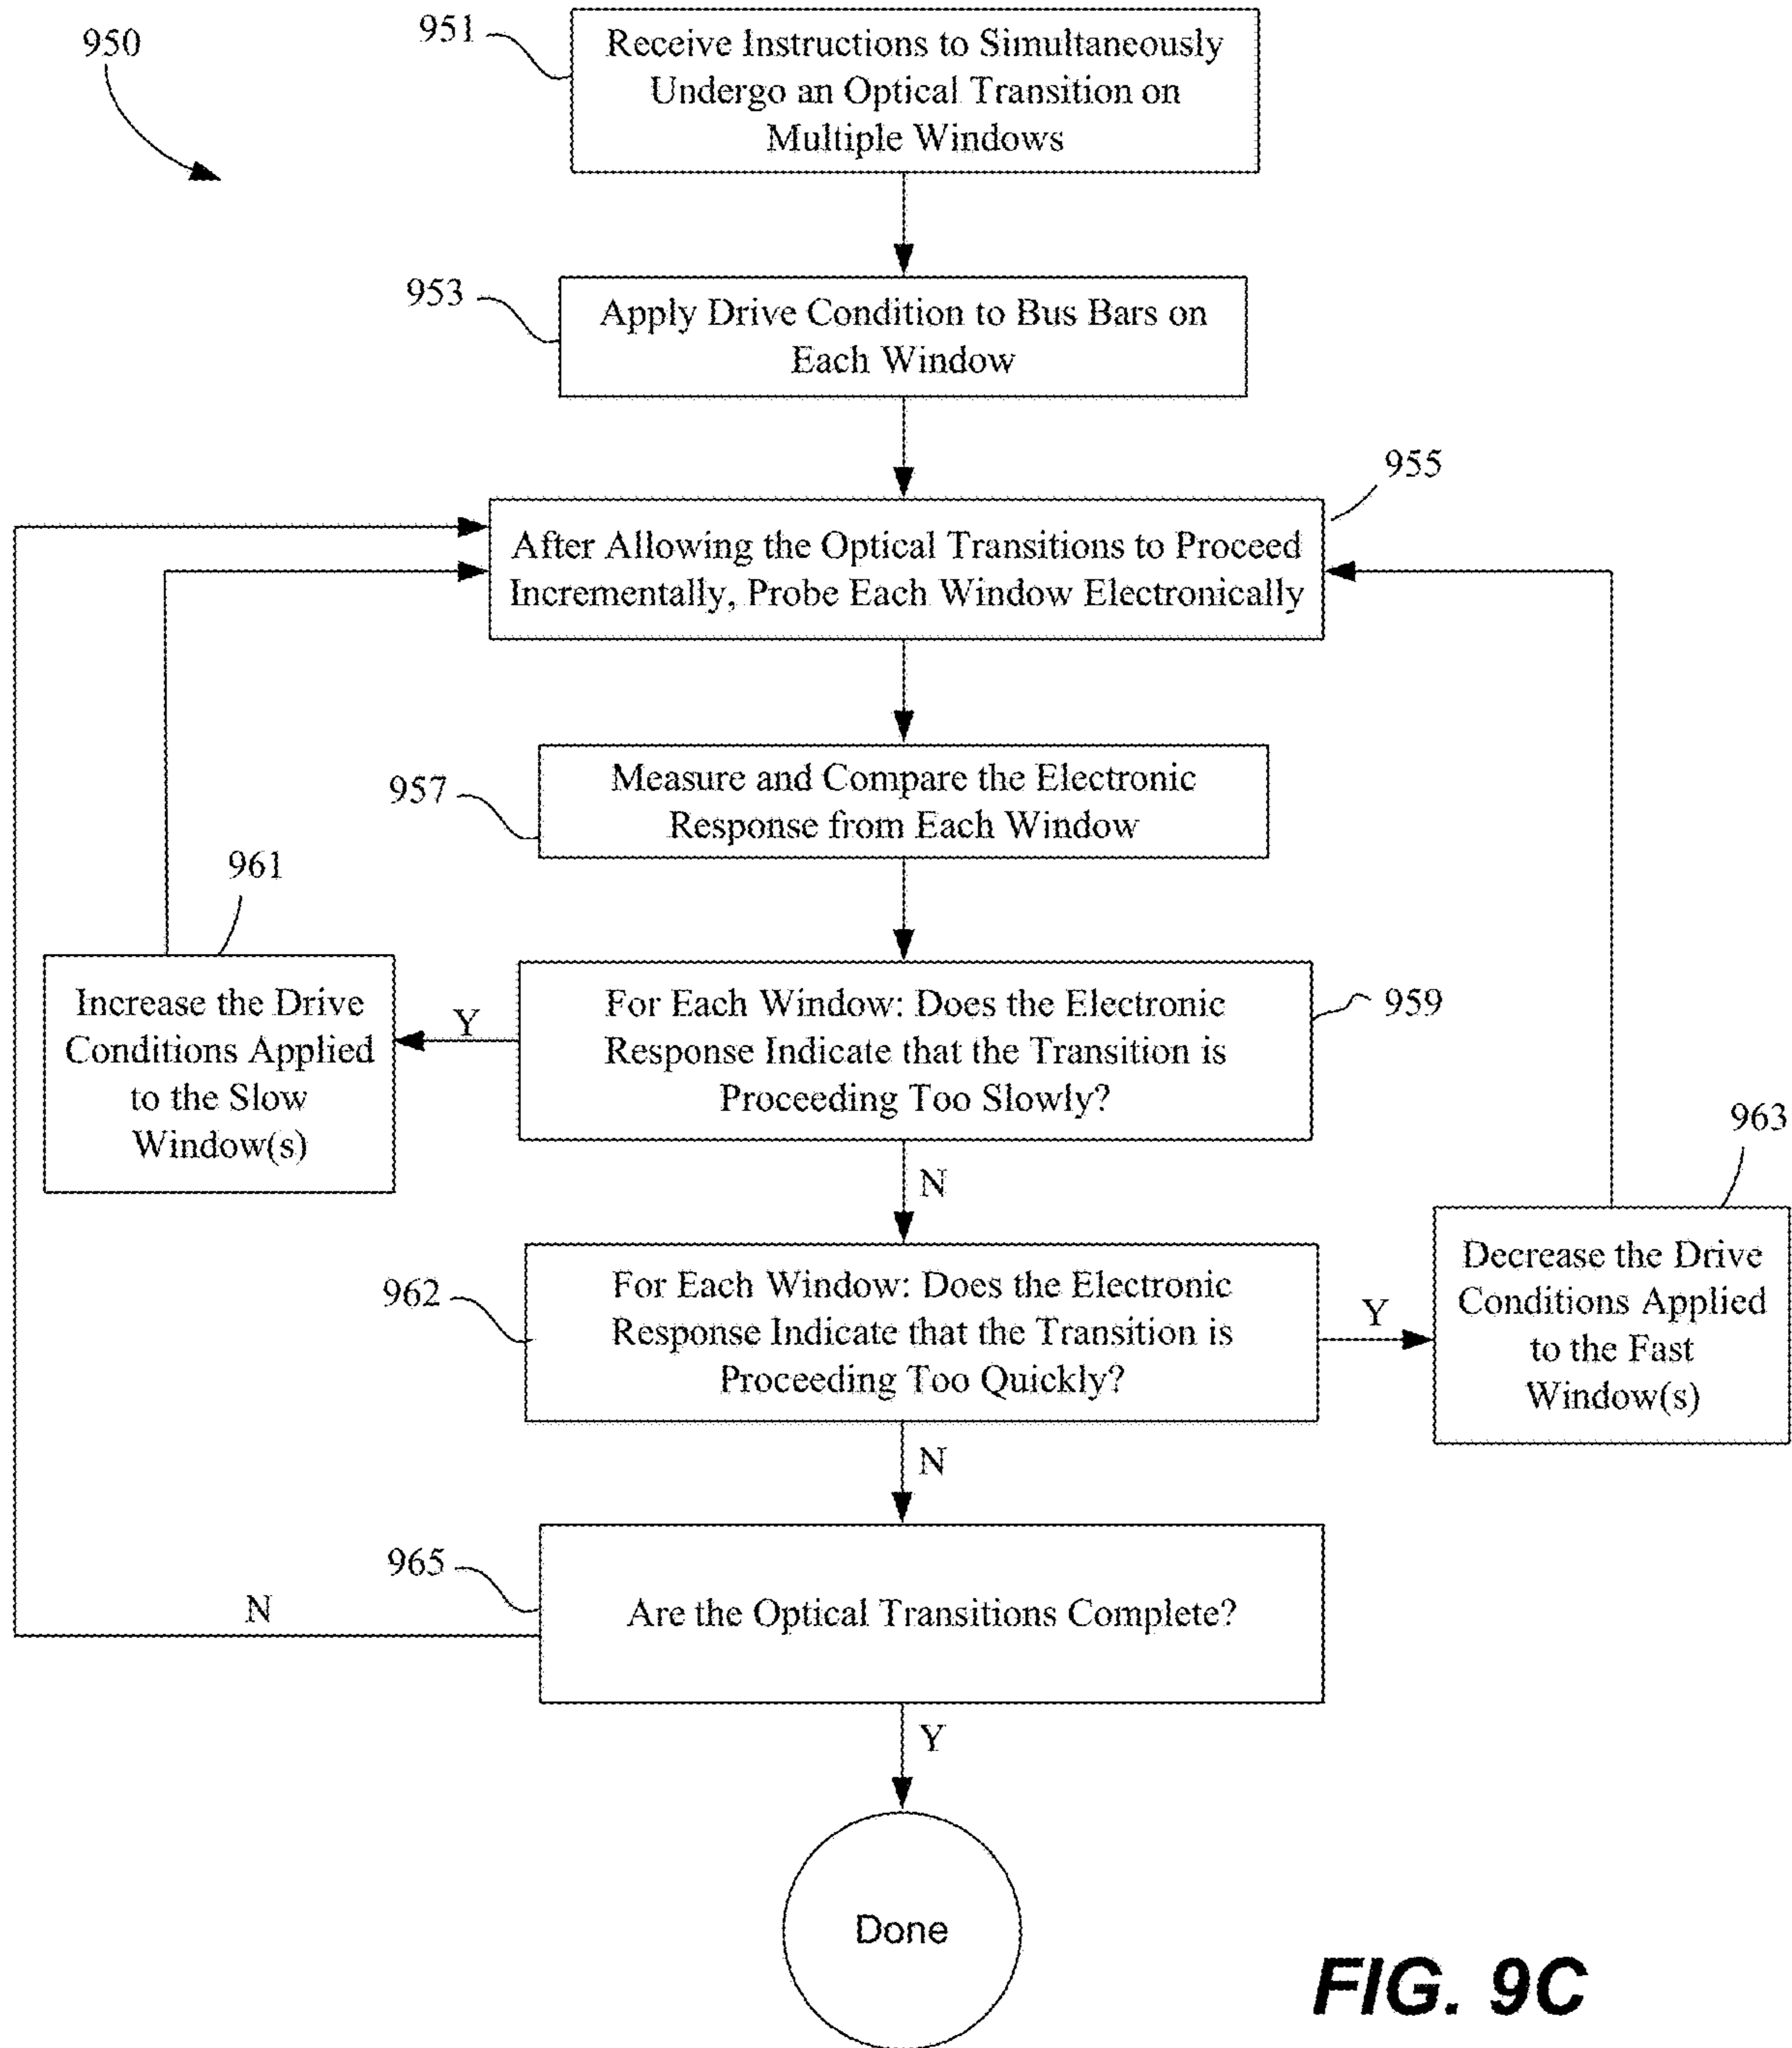 950
951
Receive Instructions to Simultaneously
Undergo an Optical Transition on
Multiple Windows
953
Apply Drive Condition to Bus Bars on
Each Window
955
After Allowing the Optical Transitions to Proceed
Incrementally, Probe Each Window Electronically
957
Measure and Compare the Electronic
Response from Each Window
961
Increase the Drive
Conditions Applied
to the Slow
Window(s)
Y
For Each Window: Does the Electronic
Response Indicate that the Transition is
Proceeding Too Slowly?
959
N
963
962
For Each Window: Does the Electronic
Response Indicate that the Transition is
Proceeding Too Quickly?
Y
Decrease the Drive
Conditions Applied
to the Fast
Window(s)
N
965
N
Are the Optical Transitions Complete?
Y
Done
FIG. 9C